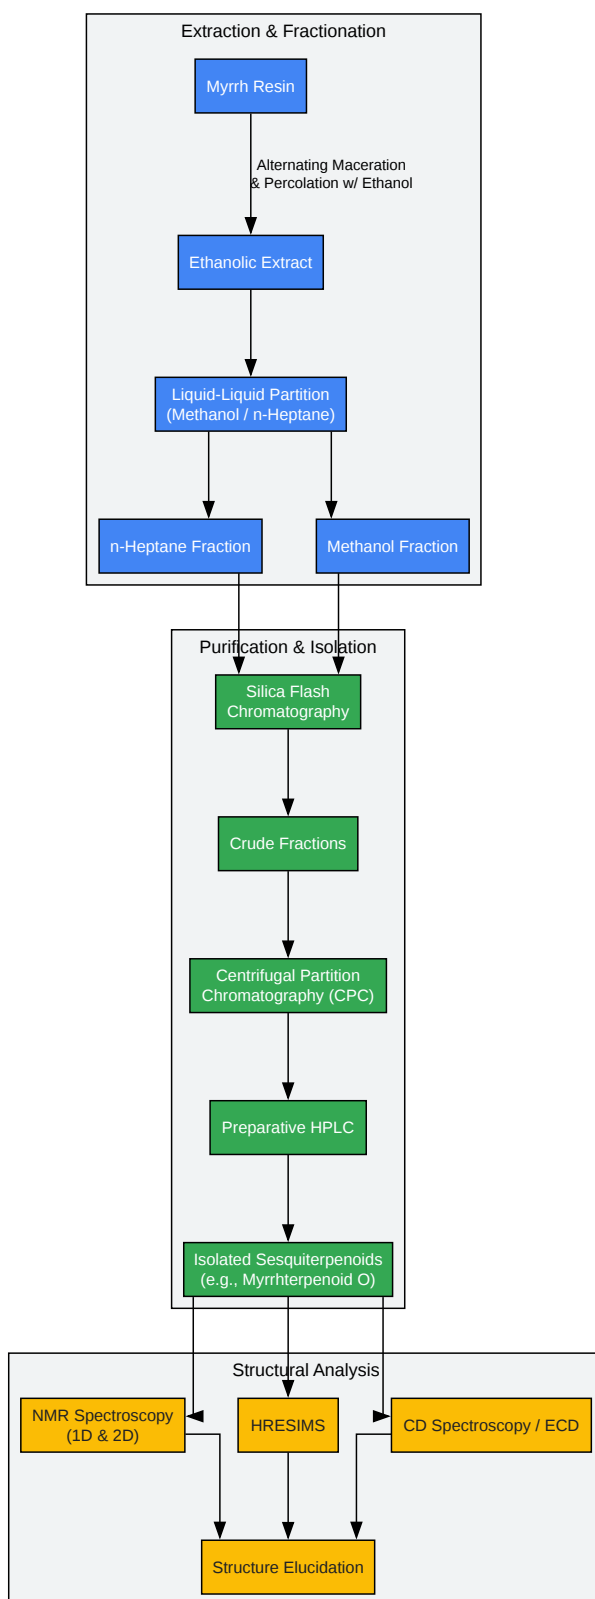 Extraction & Fractionation
Myrrh Resin
Alternating Maceration
& Percolation w/ Ethanol
Ethanolic Extract
Liquid-Liquid Partition
(Methanol / n-Heptane)
n-Heptane Fraction
Methanol Fraction
Purification & Isolation
Silica Flash
Chromatography
Crude Fractions
Centrifugal Partition
Chromatography (CPC)
Preparative HPLC
Isolated Sesquiterpenoids
(e.g., Myrrhterpenoid O)
Structural Analysis
NMR Spectroscopy
(1D & 2D)
HRESIMS
CD Spectroscopy / ECD
Structure Elucidation